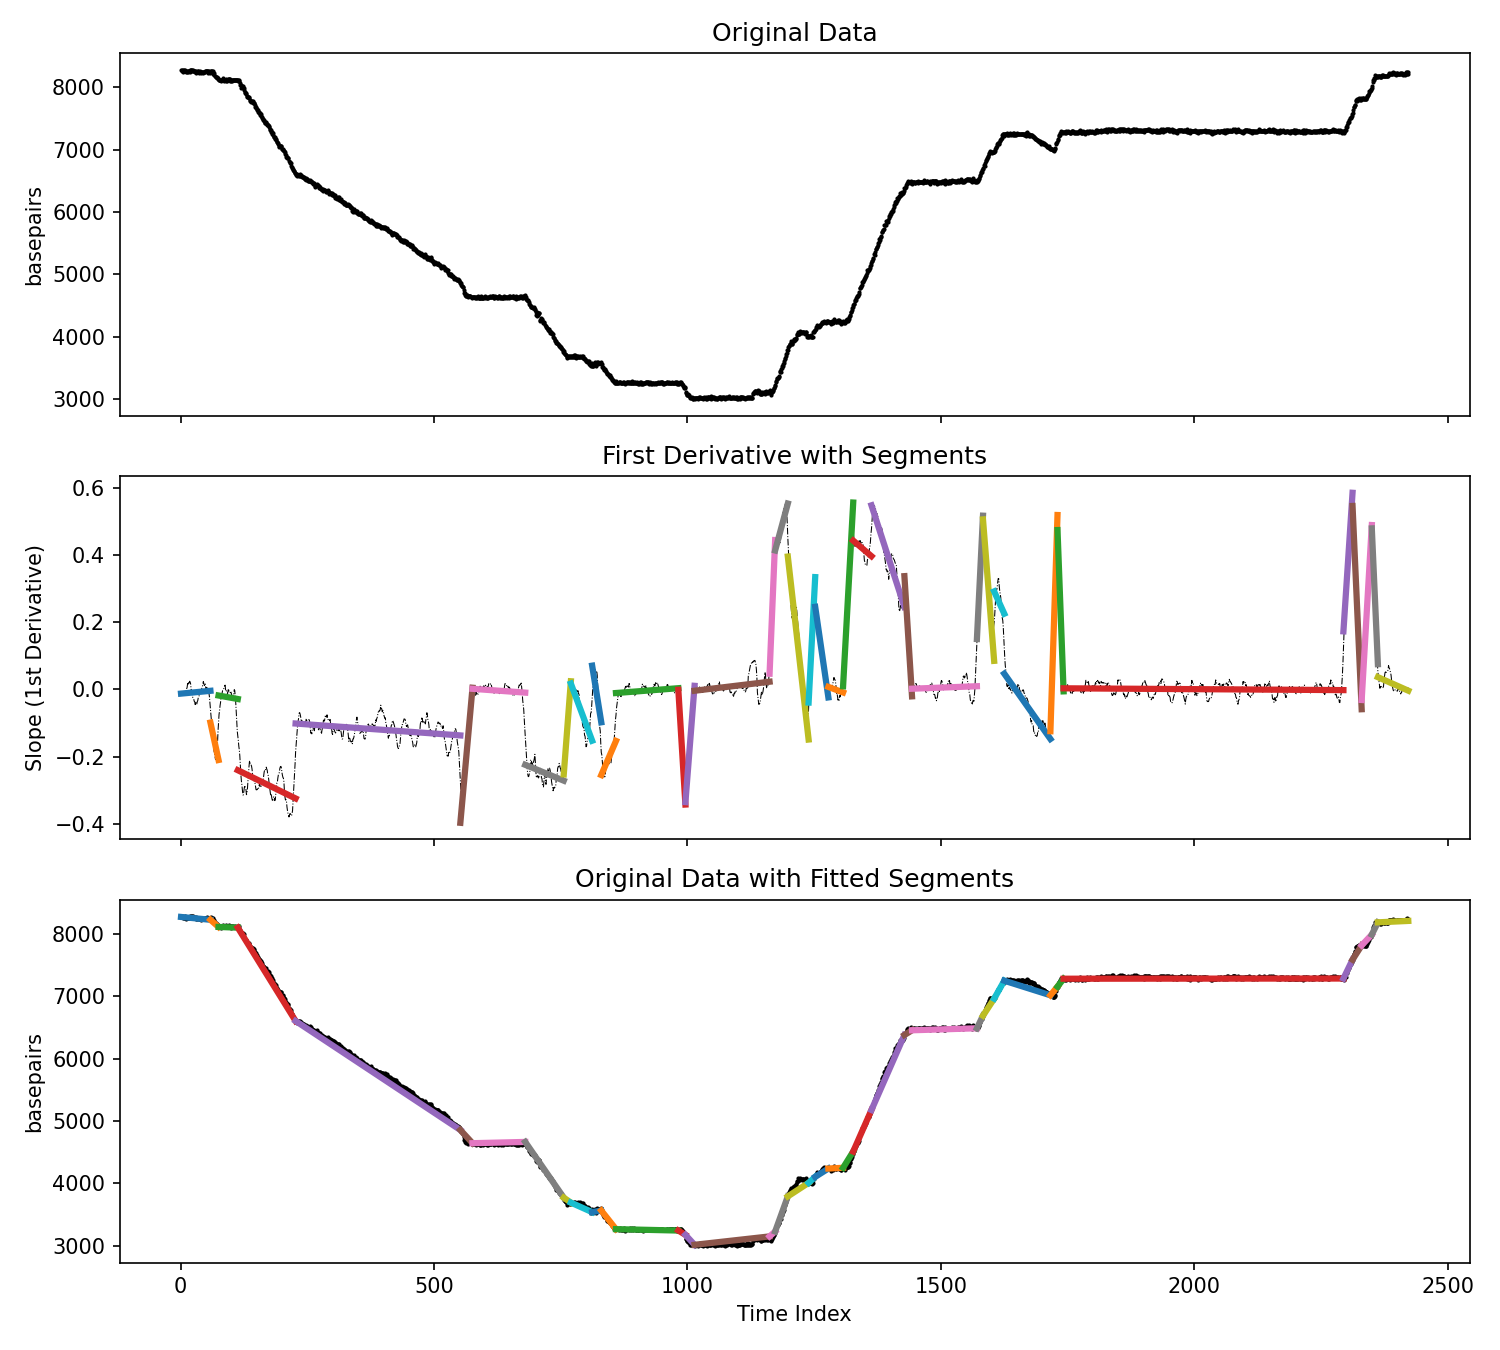 Original Data
8000
7000
6000
5000
4000
3000
basepairs
First Derivative with Segments
0.6
0.4
0.2
0.0
−0.2
−0.4
Slope (1st Derivative)
Original Data with Fitted Segments
8000
7000
6000
5000
4000
3000
basepairs
0 500 1000 1500 2000 2500
Time Index